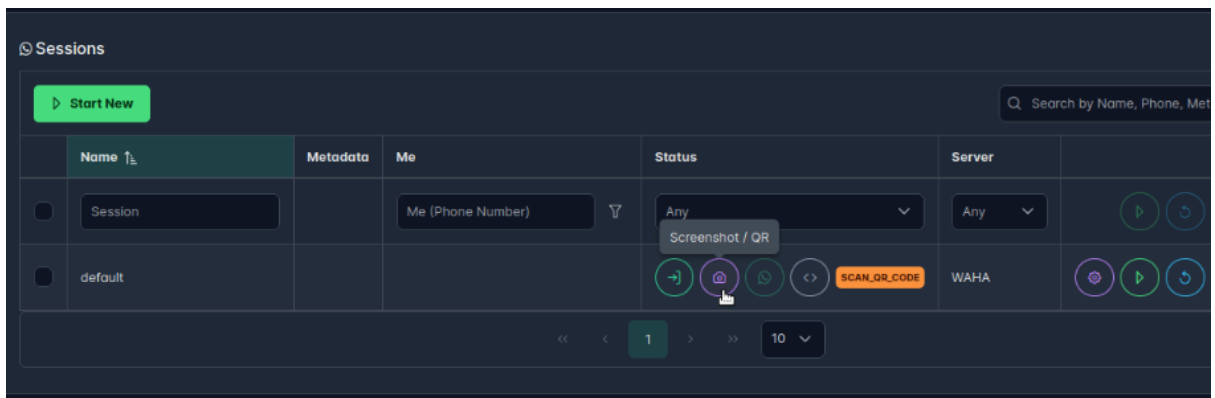 Sessions
Start New
Search by Name, Phone, Met
Name Metadata Me Status Server
Session Me (Phone Number) Any Any
Screenshot / QR
default SCAN_QR_CODE WAHA
<< < 1 > >> 10